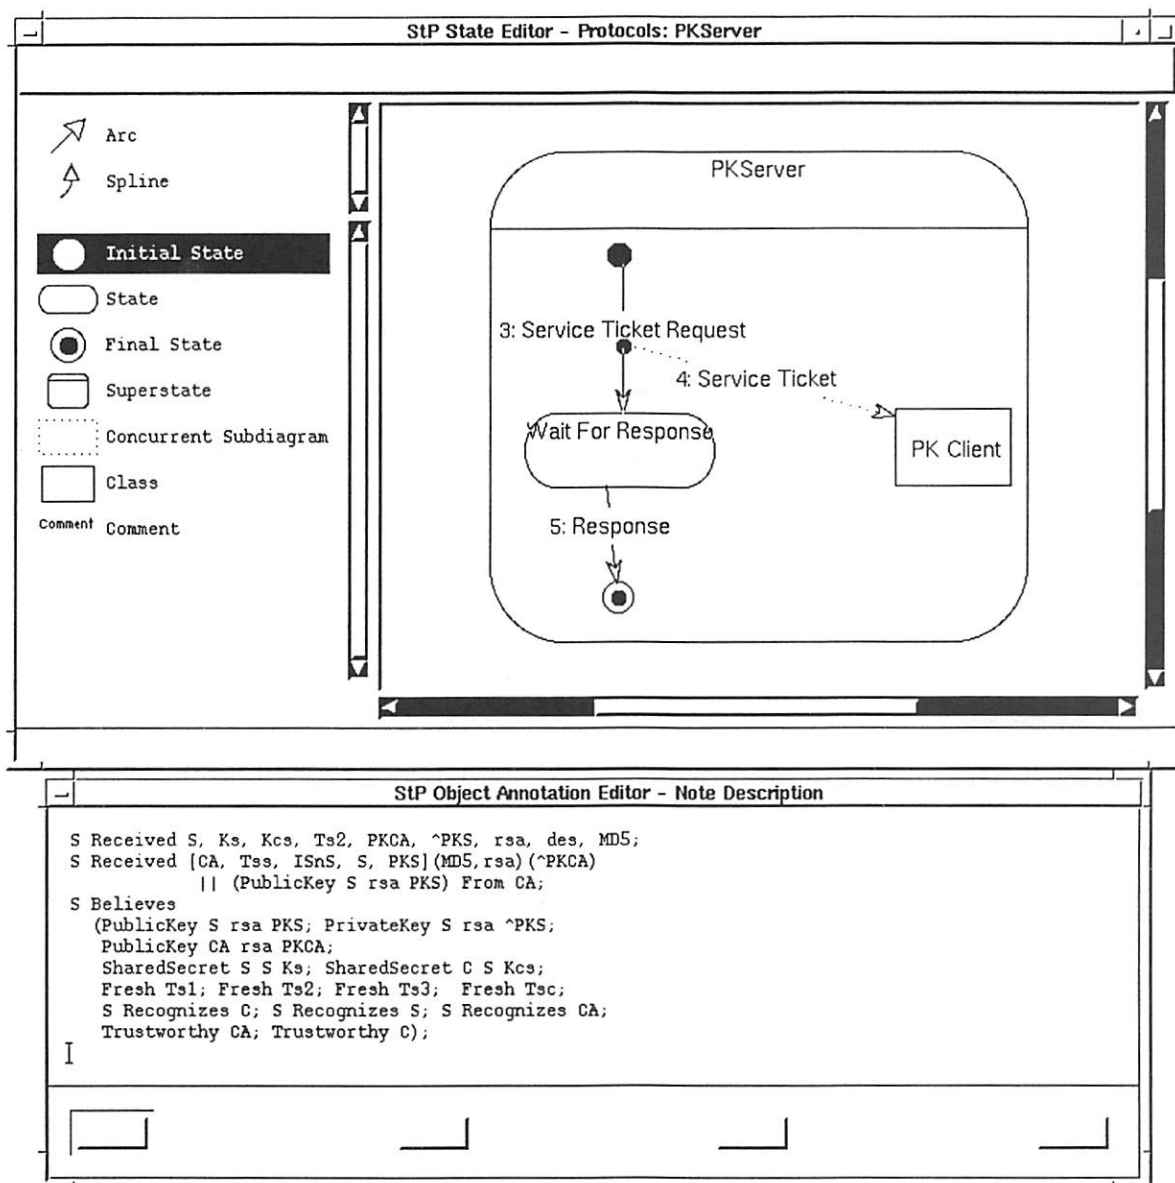 StP State Editor - Protocols: PKServer
Arc
Spline
Initial State
State
Final State
Superstate
Concurrent Subdiagram
Class
Comment Comment
PKServer
3: Service Ticket Request
4: Service Ticket
Wait For Response
PK Client
5: Response
StP Object Annotation Editor - Note Description
S Received S, Ks, Kcs, Ts2, PKCA, ^PKS, rsa, des, MD5;
S Received [CA, Tss, ISnS, S, PKS](MD5,rsa)(^PKCA)
|| (PublicKey S rsa PKS) From CA;
S Believes
(PublicKey S rsa PKS; PrivateKey S rsa ^PKS;
PublicKey CA rsa PKCA;
SharedSecret S S Ks; SharedSecret C S Kcs;
Fresh Ts1; Fresh Ts2; Fresh Ts3; Fresh Tsc;
S Recognizes C; S Recognizes S; S Recognizes CA;
Trustworthy CA; Trustworthy C);